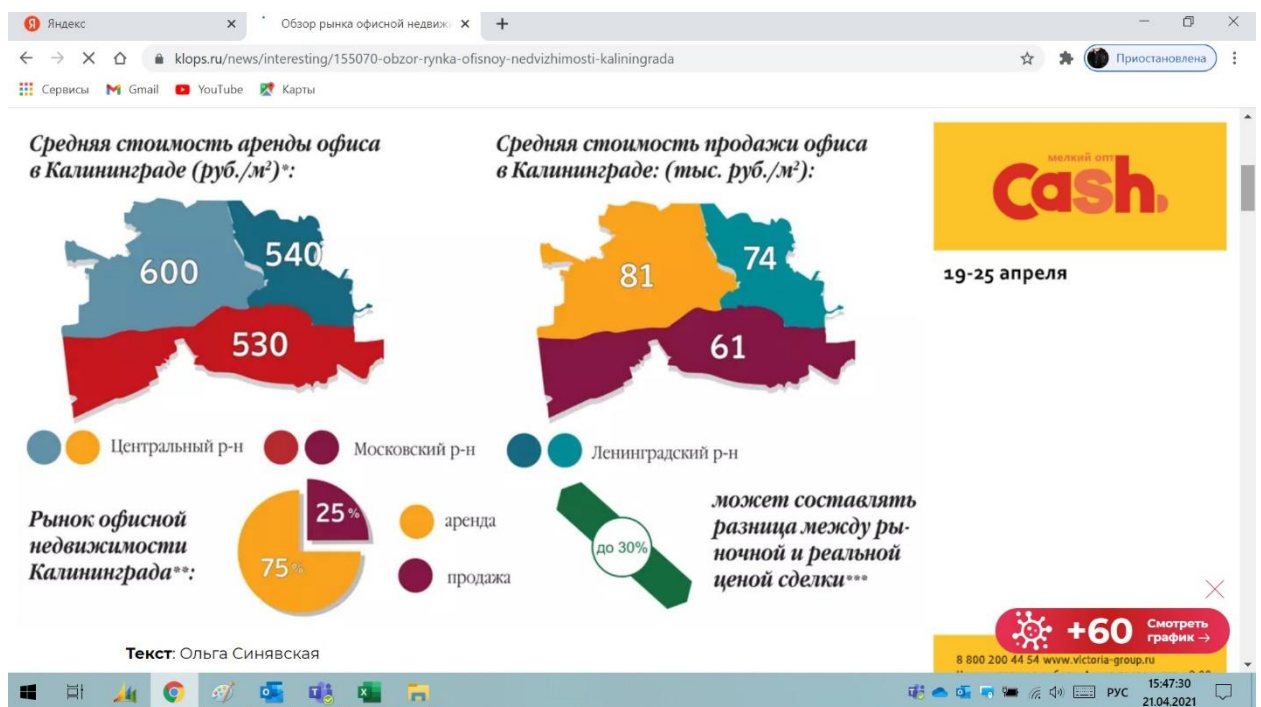 Яндекс
Обзор рынка офисной недвиж
klops.ru/news/interesting/155070-obzor-rynka-ofisnoy-nedvizhimosti-kaliningrada
Приостановлена
Сервисы Gmail YouTube Карты
Средняя стоимость аренды офиса
в Калининграде (руб./м²)*:
600
540
530
Средняя стоимость продажи офиса
в Калининграде: (тыс. руб./м²):
81
74
61
Центральный р-н
Московский р-н
Ленинградский р-н
Рынок офисной
недвижимости
Калининграда**:
25%
75%
аренда
продажа
до 30%
может составлять
разница между ры-
ночной и реальной
ценой сделки***
Текст: Ольга Синявская
мелкий опт
Cash.
19-25 апреля
+60
Смотреть
график →
8 800 200 44 54 www.victoria-group.ru
РУС
15:47:30
21.04.2021